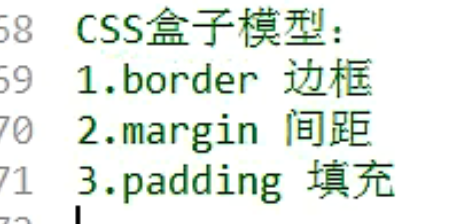 68 CSS盒子模型:
69 1.border 边框
70 2.margin 间距
71 3.padding 填充
72